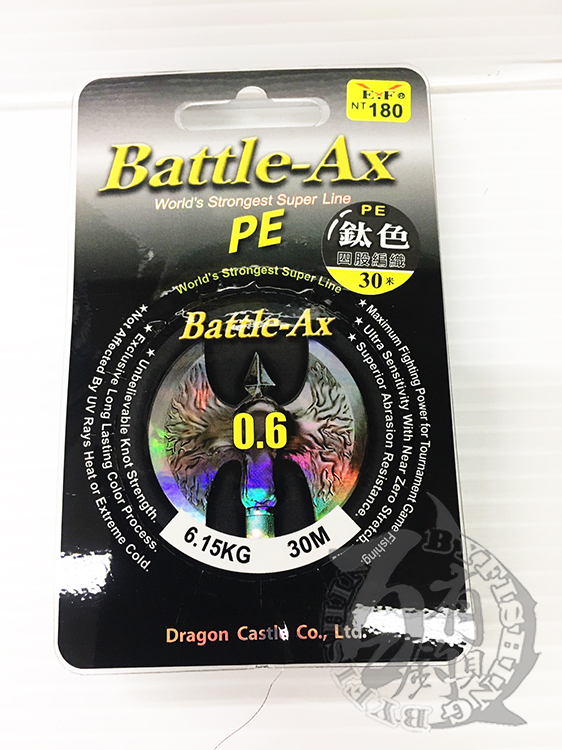 EYF®
NT180
Battle-Ax
World's Strongest Super Line
PE
PE
鈦色
四股編織
30米
World's Strongest Super Line
Battle-Ax
★ Unbelievable Knot Strength.
★ Exclusive Long Lasting Color Process.
★ Not Affected By UV Rays Heat or Extreme Cold.
★ Maximum Fighting Power for Tournament Game Fishing.
★ Ultra Sensitivity With Near Zero Stretch.
★ Superior Abrasion Resistance.
0.6
6.15KG
30M
Dragon Castle Co., Ltd.
BYFISHING